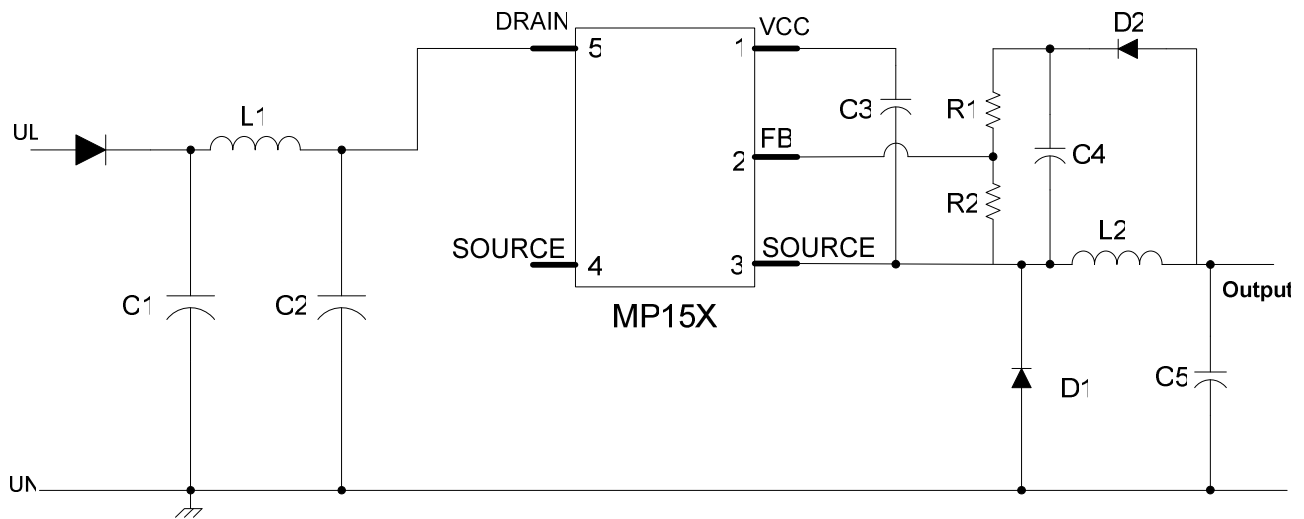 DRAIN
5
1
VCC
D2
UL
L1
C3
R1
FB
2
C4
R2
SOURCE
4
3
SOURCE
L2
C1
C2
MP15X
Output
D1
C5
UN